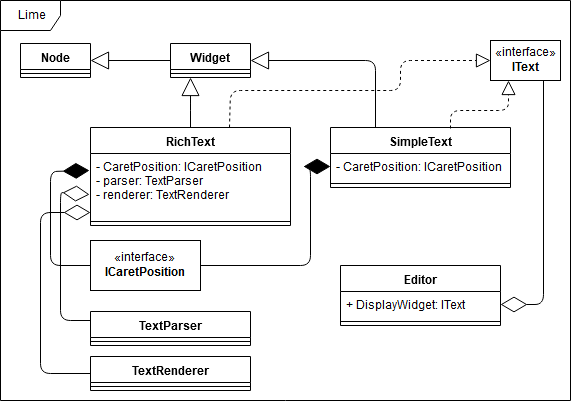 Lime
Node
Widget
«interface»
IText
RichText
- CaretPosition: ICaretPosition
- parser: TextParser
- renderer: TextRenderer
SimpleText
- CaretPosition: ICaretPosition
«interface»
ICaretPosition
Editor
+ DisplayWidget: IText
TextParser
TextRenderer